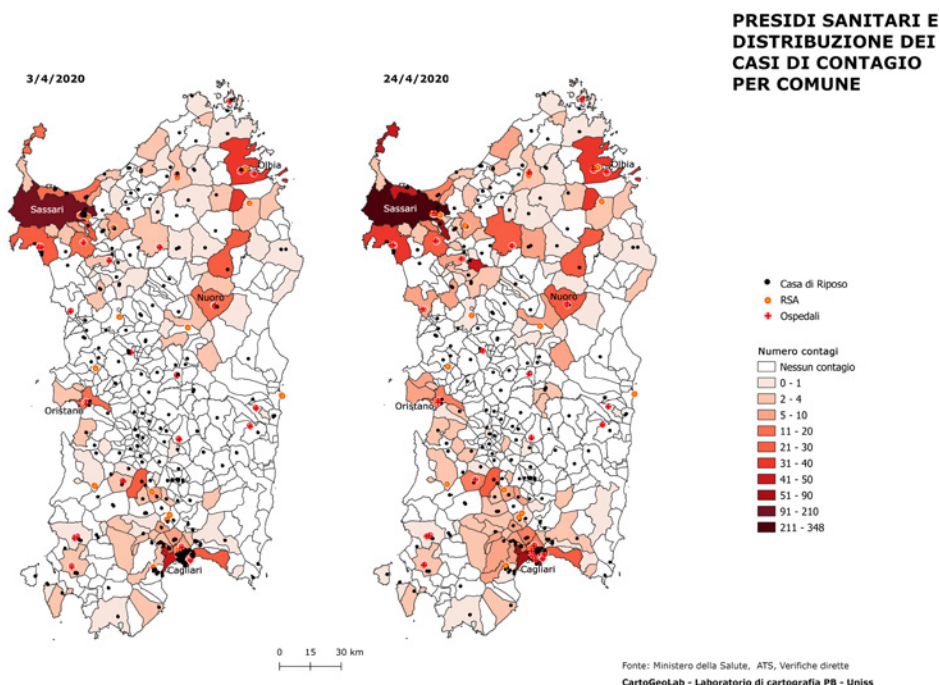 PRESIDI SANITARI E
DISTRIBUZIONE DEI
CASI DI CONTAGIO
PER COMUNE
3/4/2020
24/4/2020
Olbia
Sassari
Nuoro
Oristano
Cagliari
Olbia
Sassari
Nuoro
Oristano
Cagliari
Casa di Riposo
RSA
Ospedali
Numero contagi
Nessun contagio
0 - 1
2 - 4
5 - 10
11 - 20
21 - 30
31 - 40
41 - 50
51 - 90
91 - 210
211 - 348
0 15 30 km
Fonte: Ministero della Salute, ATS, Verifiche dirette
CartoGeoLab - Laboratorio di cartografia PB - Uniss